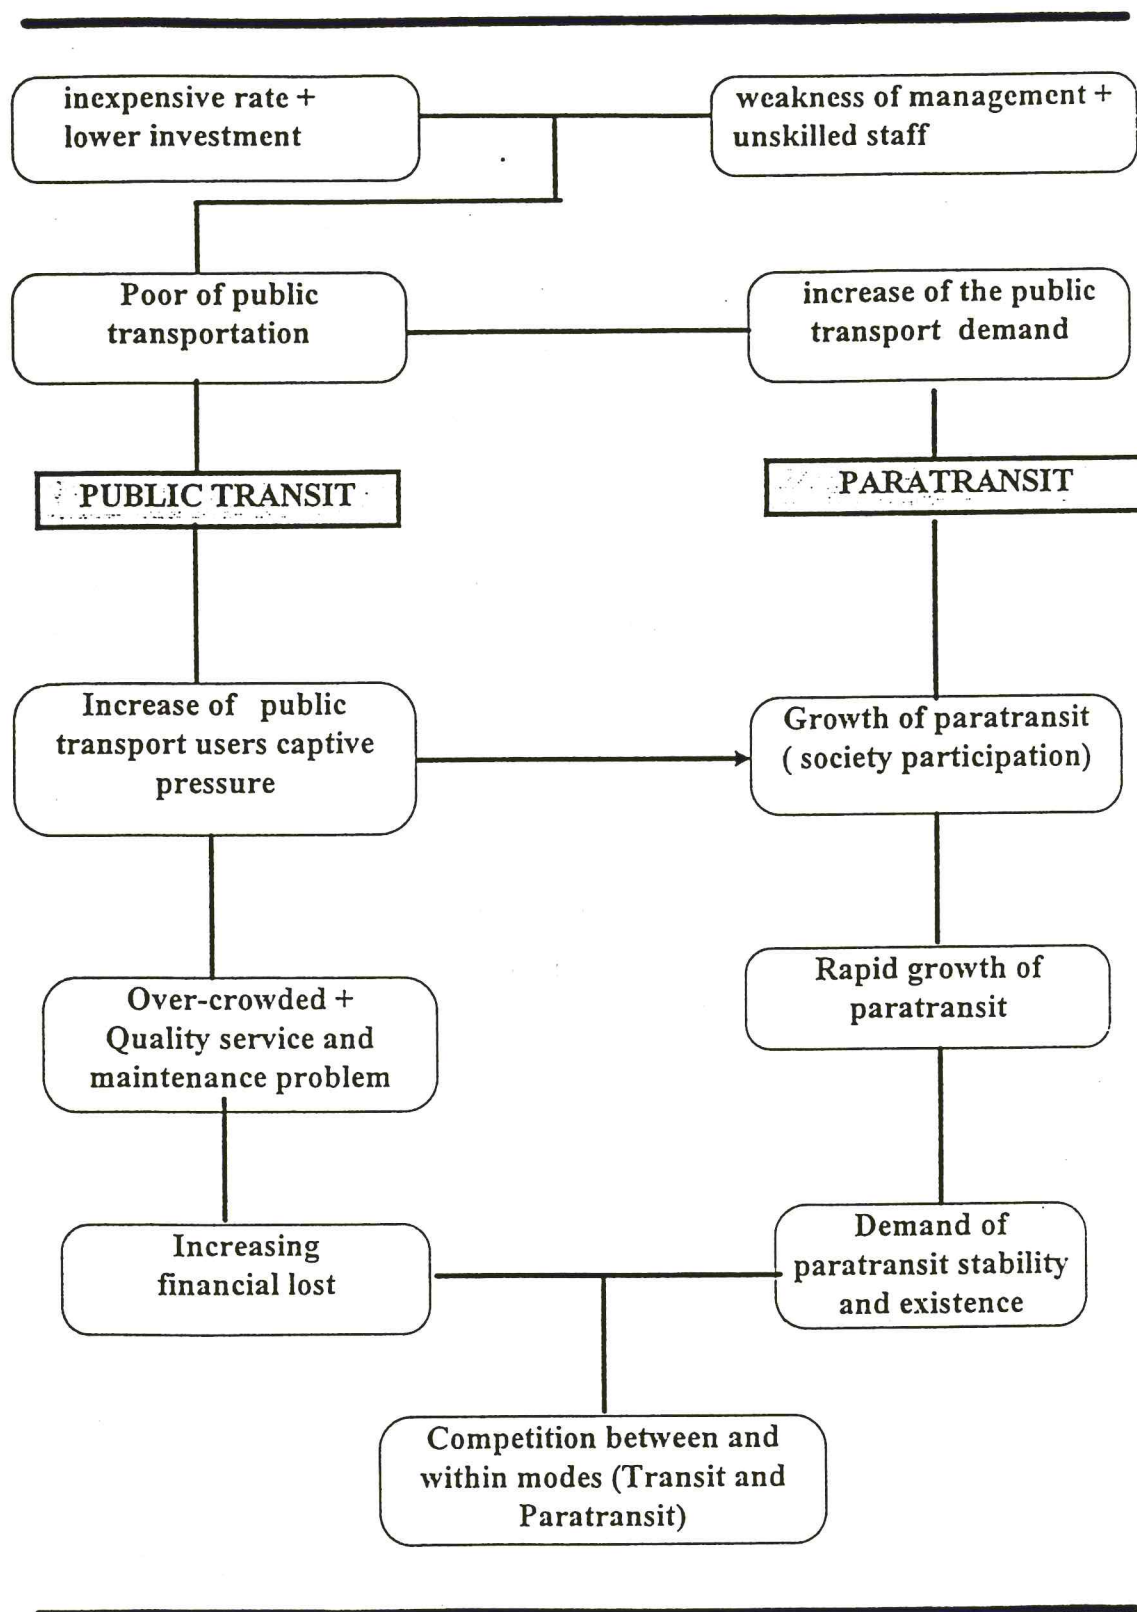 inexpensive rate +
lower investment
weakness of management +
unskilled staff
Poor of public
transportation
increase of the public
transport demand
PUBLIC TRANSIT
PARATRANSIT
Increase of public
transport users captive
pressure
Growth of paratransit
( society participation)
Over-crowded +
Quality service and
maintenance problem
Rapid growth of
paratransit
Increasing
financial lost
Demand of
paratransit stability
and existence
Competition between and
within modes (Transit and
Paratransit)